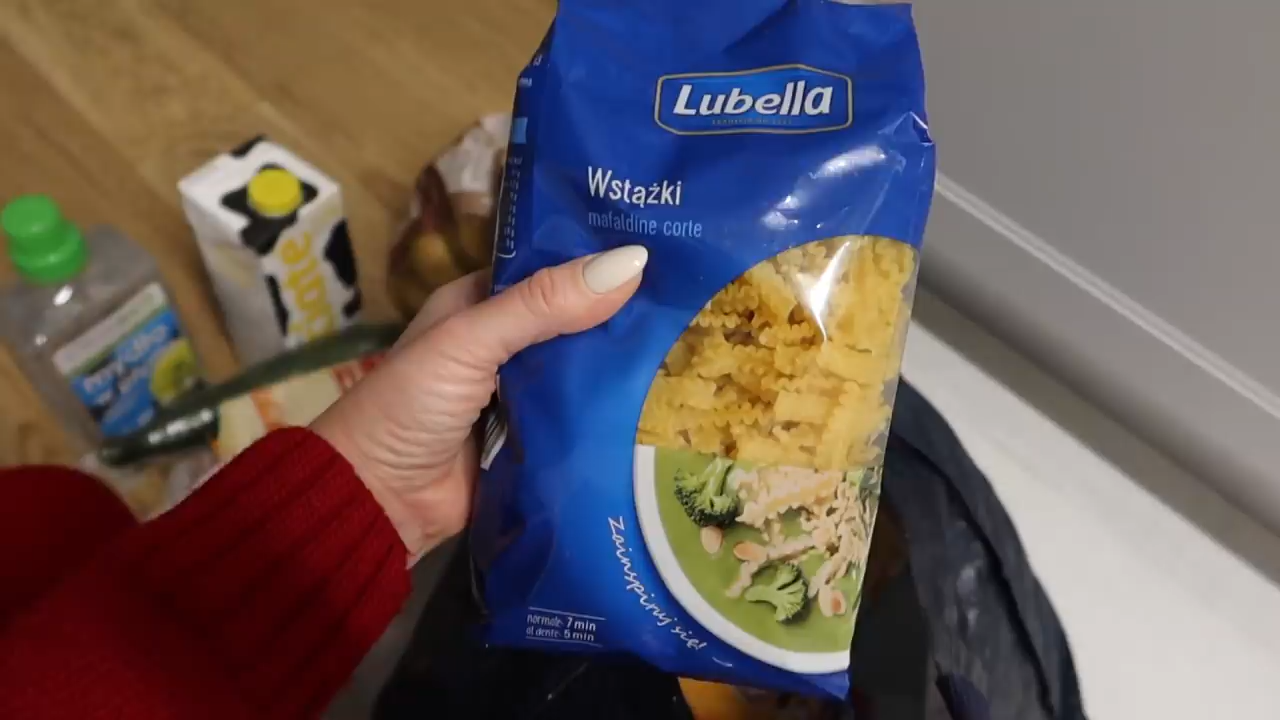 Lubella
Wstążki
mafaldine corte
Zainspiruj się!
normale 7 min
al dente 5 min